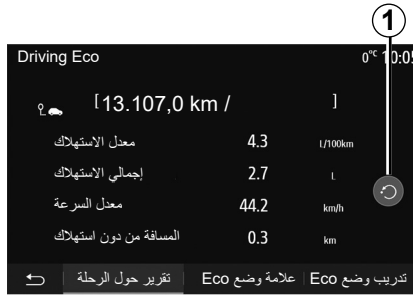 1
Driving Eco 0°C 10:05
[13.107,0 km / ]
معدل الاستهلاك 4.3 L/100km
إجمالي الاستهلاك 2.7 L
معدل السرعة 44.2 km/h
المسافة من دون استهلاك 0.3 km
تقرير حول الرحلة علامة وضع Eco تدريب وضع Eco